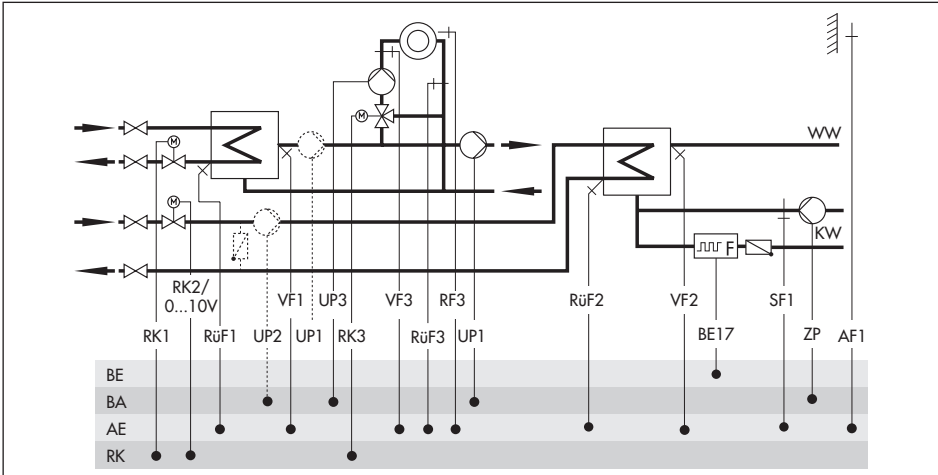 WW
KW
M
M
M
F
RK2/
0...10V
VF1
UP3
VF3
RF3
RüF2
VF2
SF1
RK1
RüF1
UP2
UP1
RK3
RüF3
UP1
BE17
ZP
AF1
BE
BA
AE
RK